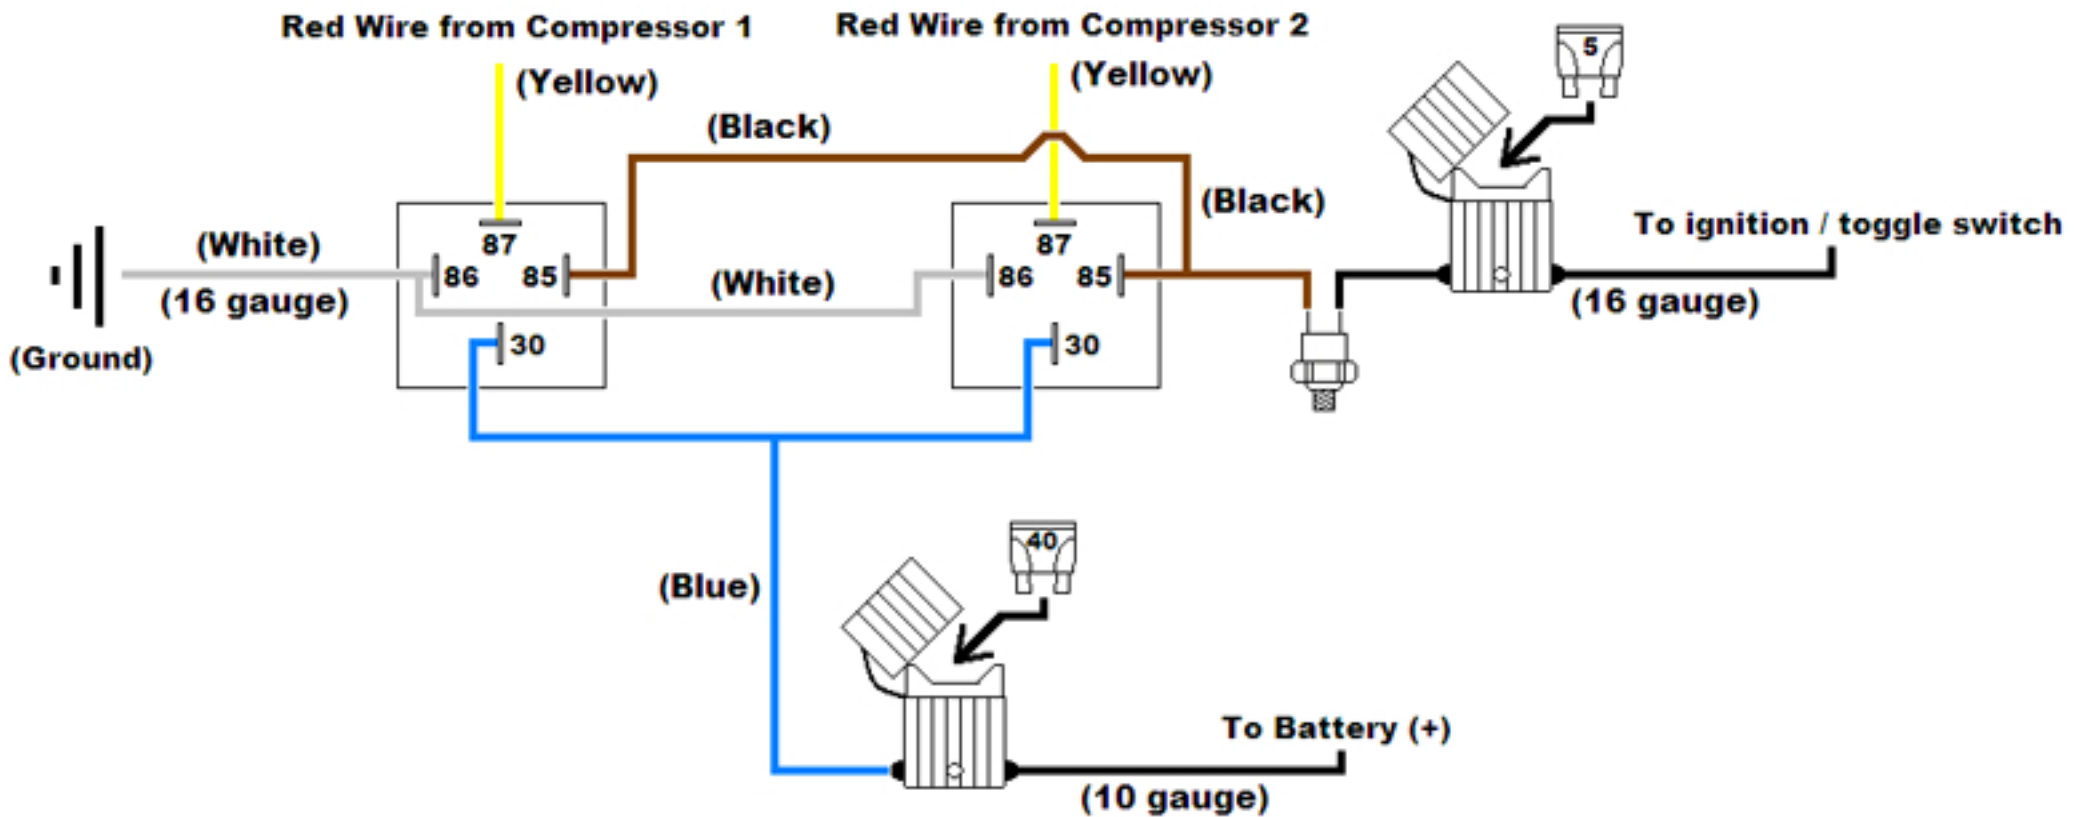 Red Wire from Compressor 1
(Yellow)
Red Wire from Compressor 2
(Yellow)
5
(Black)
(Black)
To ignition / toggle switch
(16 gauge)
(White)
(16 gauge)
(Ground)
87
86
85
30
(White)
87
86
85
30
(Blue)
40
To Battery (+)
(10 gauge)